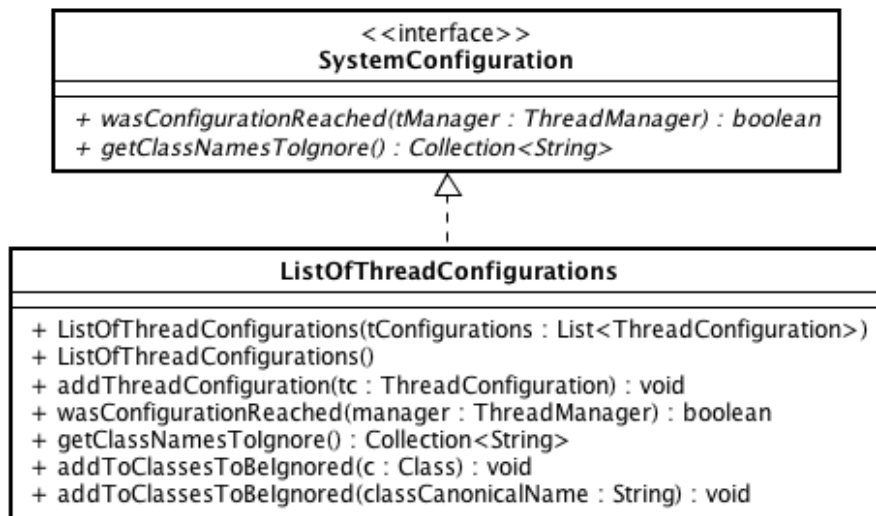 <<interface>>
SystemConfiguration
+ wasConfigurationReached(tManager : ThreadManager) : boolean
+ getClassNamesToIgnore() : Collection<String>
ListOfThreadConfigurations
+ ListOfThreadConfigurations(tConfigurations : List<ThreadConfiguration>)
+ ListOfThreadConfigurations()
+ addThreadConfiguration(tc : ThreadConfiguration) : void
+ wasConfigurationReached(manager : ThreadManager) : boolean
+ getClassNamesToIgnore() : Collection<String>
+ addToClassesToBeIgnored(c : Class) : void
+ addToClassesToBeIgnored(classCanonicalName : String) : void